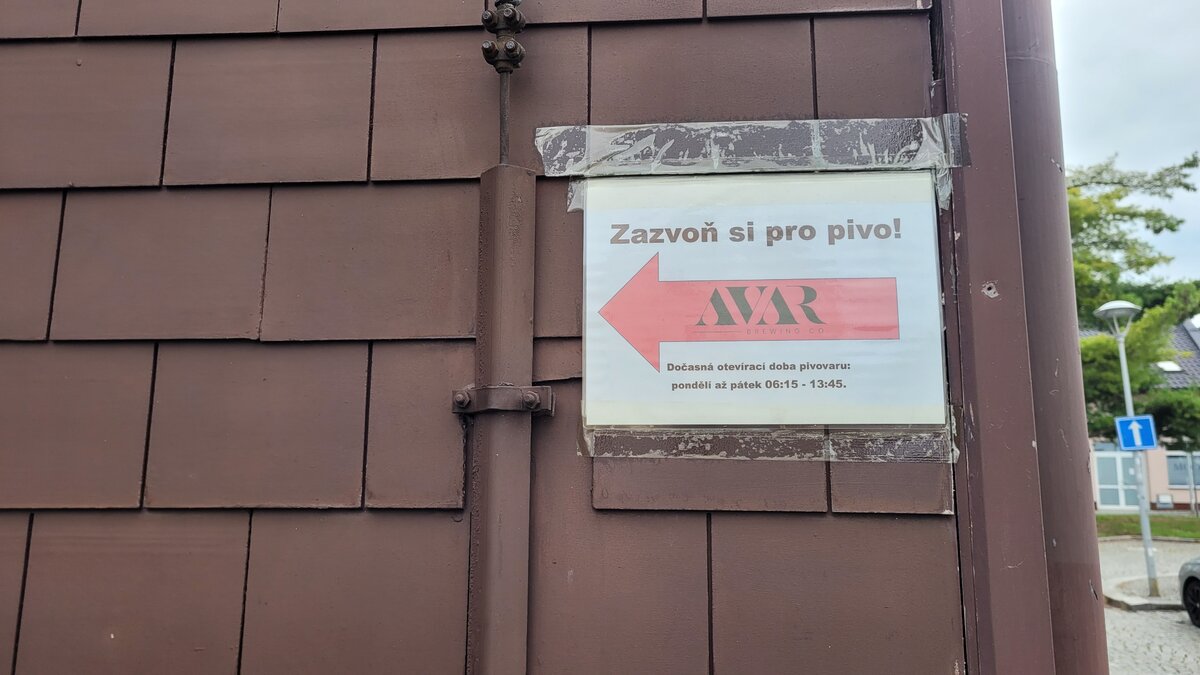 Zazvoň si pro pivo!
AVAR
BREWING CO.
Dočasná otevírací doba pivovaru:
pondělí až pátek 06:15 - 13:45.